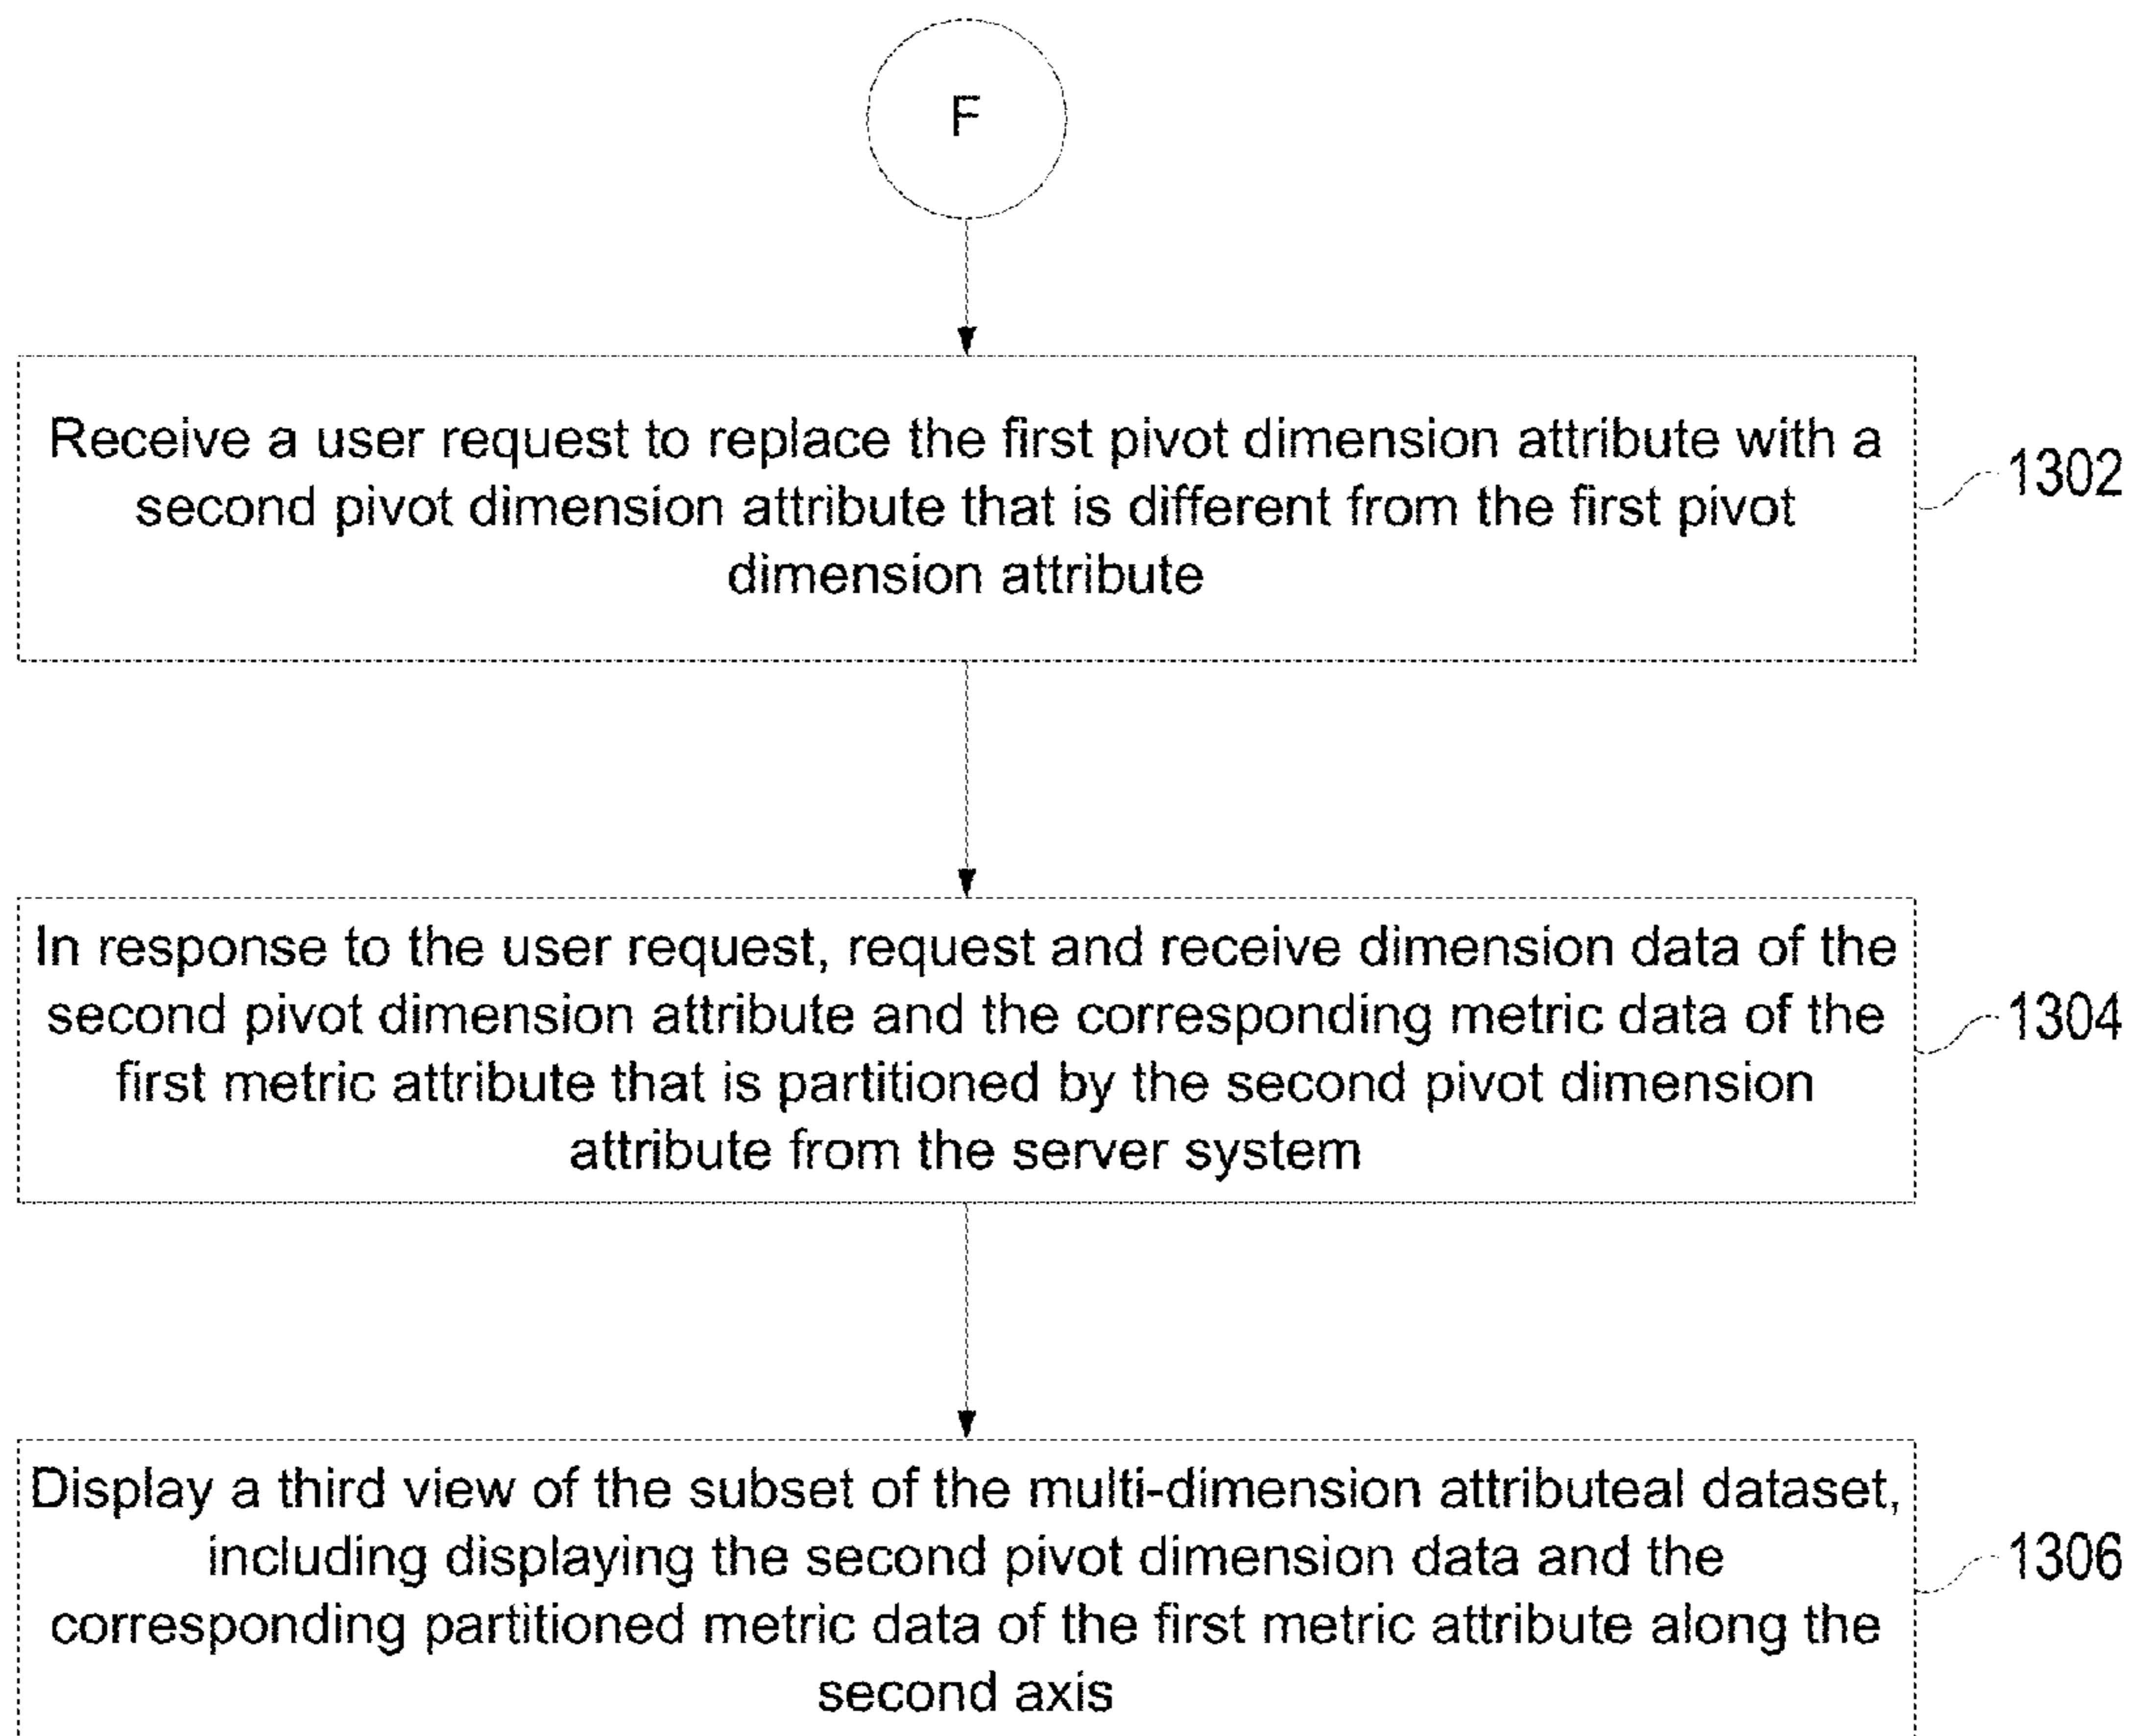 F
Receive a user request to replace the first pivot dimension attribute with a
second pivot dimension attribute that is different from the first pivot
dimension attribute
1302
In response to the user request, request and receive dimension data of the
second pivot dimension attribute and the corresponding metric data of the
first metric attribute that is partitioned by the second pivot dimension
attribute from the server system
1304
Display a third view of the subset of the multi-dimension attributeal dataset,
including displaying the second pivot dimension data and the
corresponding partitioned metric data of the first metric attribute along the
second axis
1306